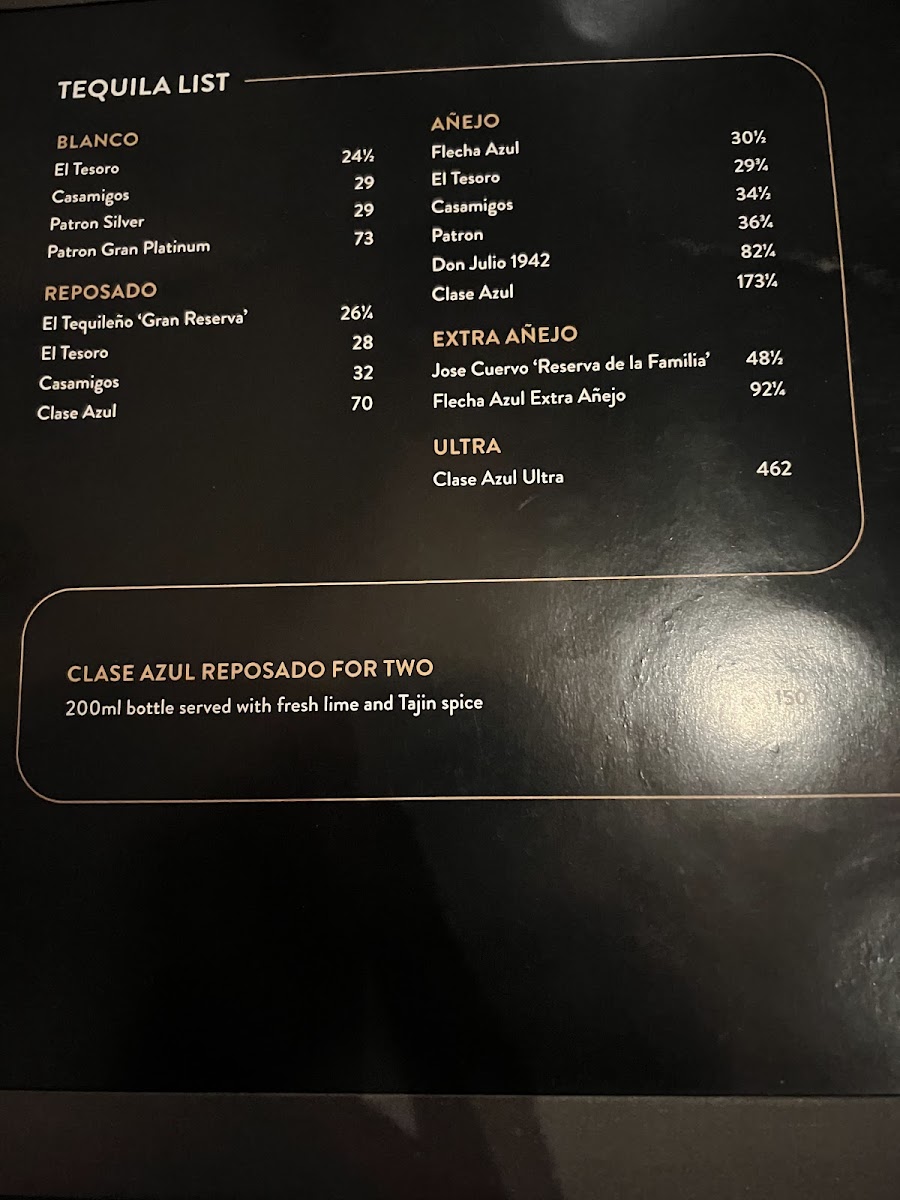 TEQUILA LIST
BLANCO
El Tesoro 24½
Casamigos 29
Patron Silver 29
Patron Gran Platinum 73
REPOSADO
El Tequileño ‘Gran Reserva’ 26¼
El Tesoro 28
Casamigos 32
Clase Azul 70
AÑEJO
Flecha Azul 30½
El Tesoro 29¾
Casamigos 34½
Patron 36¾
Don Julio 1942 82¼
Clase Azul 173¼
EXTRA AÑEJO
Jose Cuervo ‘Reserva de la Familia’ 48½
Flecha Azul Extra Añejo 92¼
ULTRA
Clase Azul Ultra 462
CLASE AZUL REPOSADO FOR TWO
200ml bottle served with fresh lime and Tajin spice 150